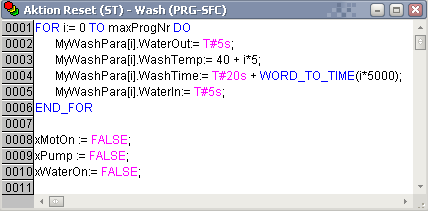 Aktion Reset (ST) - Wash (PRG-SFC)
0001 FOR i:= 0 TO maxProgNr DO
0002 MyWashPara[i].WaterOut:= T#5s;
0003 MyWashPara[i].WashTemp:= 40 + i*5;
0004 MyWashPara[i].WashTime:= T#20s + WORD_TO_TIME(i*5000);
0005 MyWashPara[i].WaterIn:= T#5s;
0006 END_FOR
0007
0008 xMotOn := FALSE;
0009 xPump := FALSE;
0010 xWaterOn:= FALSE;
0011